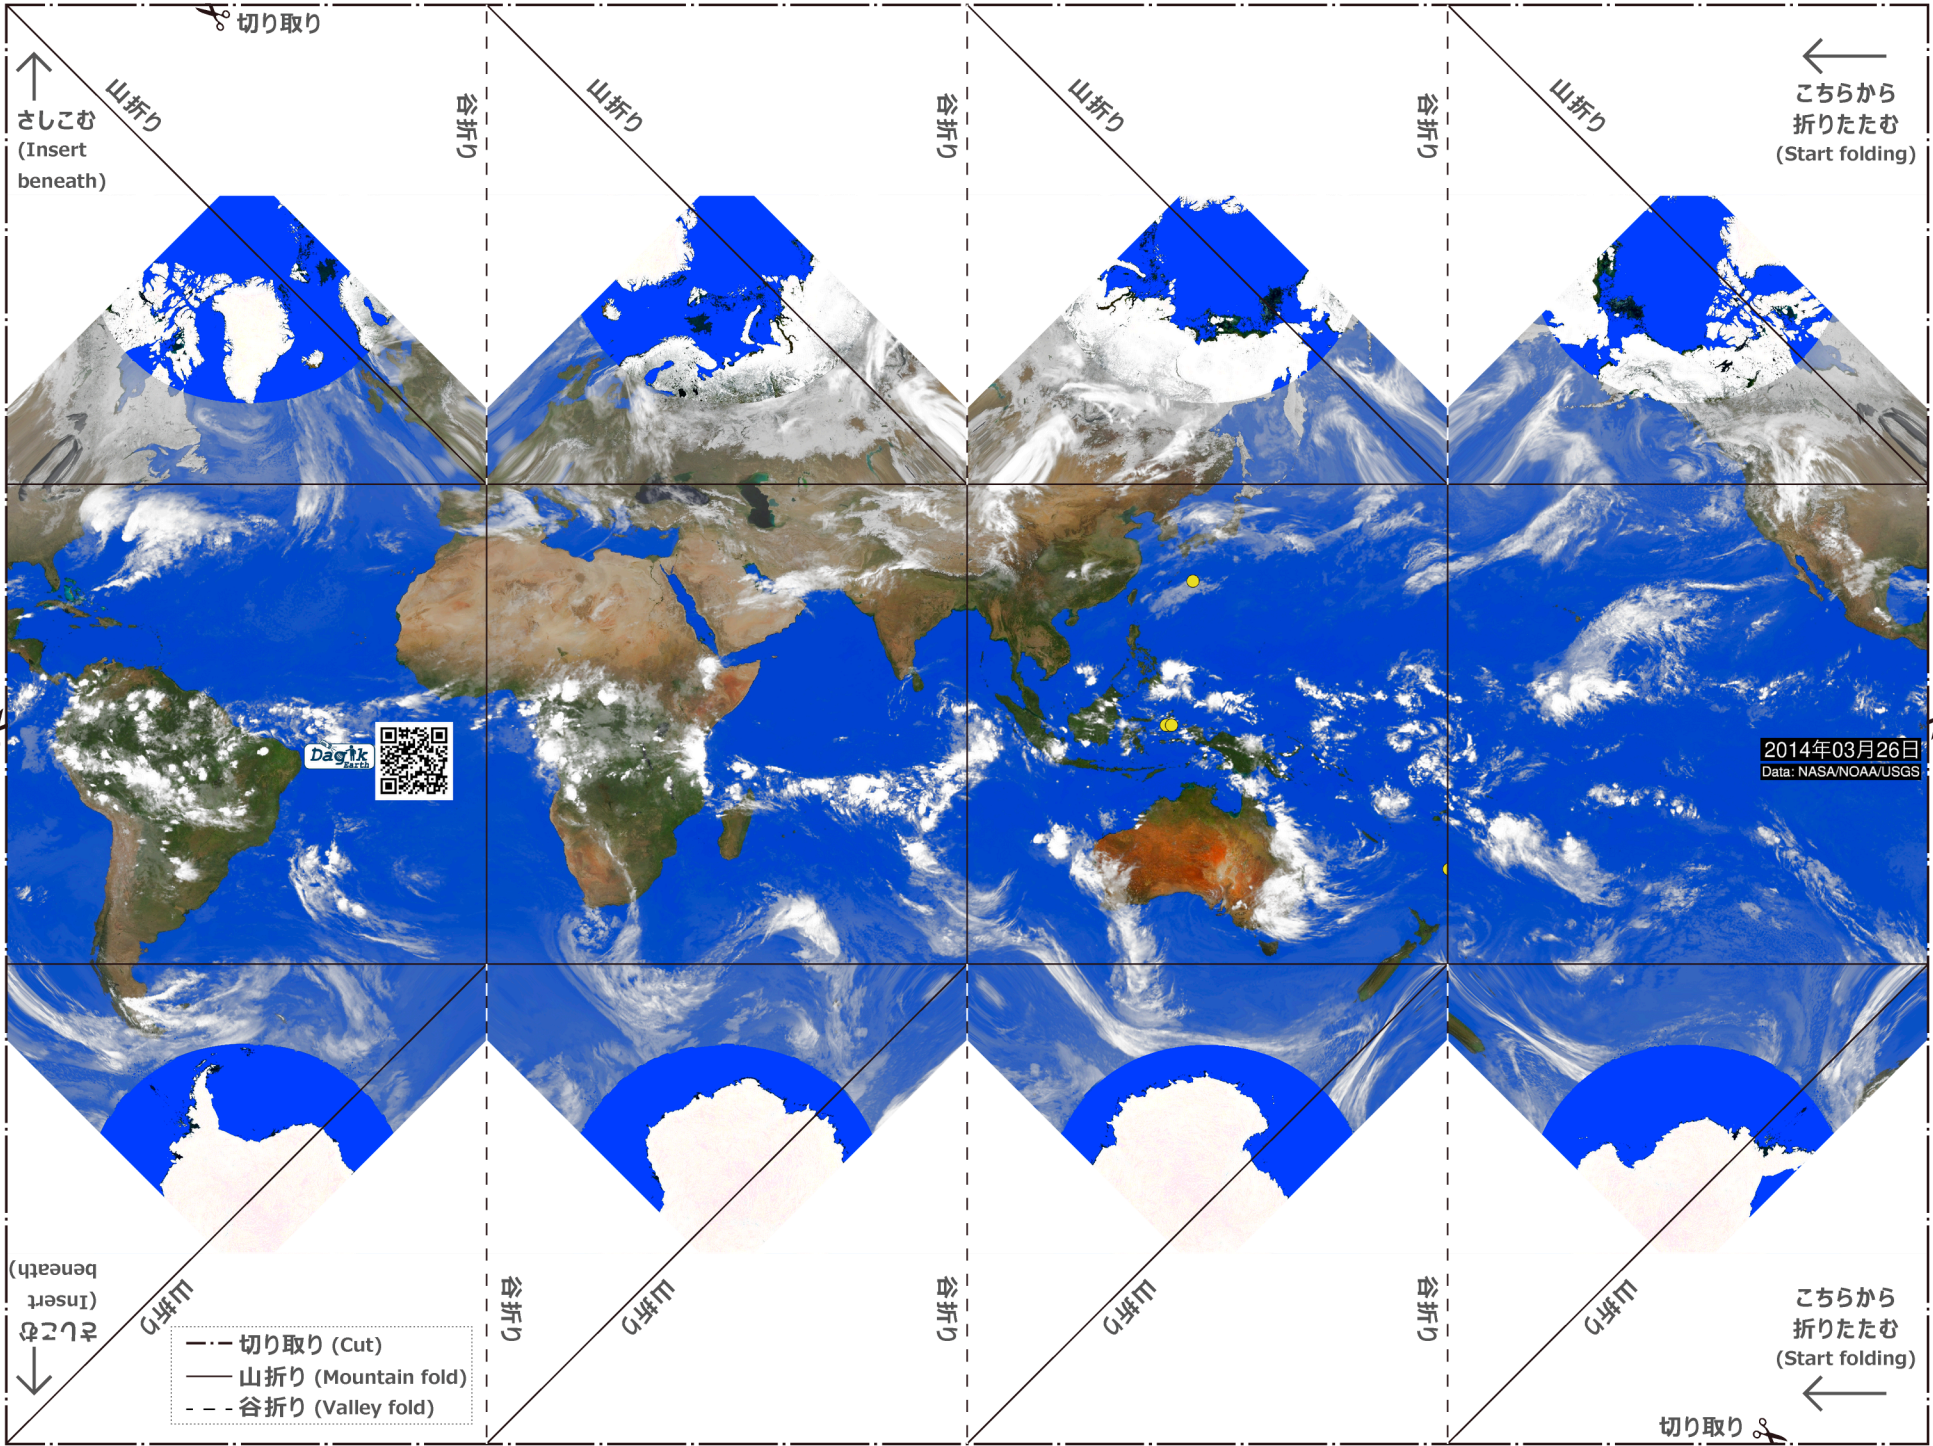 切り取り
山折り
谷折り
山折り
谷折り
山折り
谷折り
山折り
さしこむ
(Insert
beneath)
こちらから
折りたたむ
(Start folding)
Dagik
Earth
2014年03月26日
Data: NASA/NOAA/USGS
さしこむ
(Insert
beneath)
山折り
谷折り
山折り
谷折り
山折り
谷折り
山折り
こちらから
折りたたむ
(Start folding)
切り取り (Cut)
山折り (Mountain fold)
谷折り (Valley fold)
切り取り